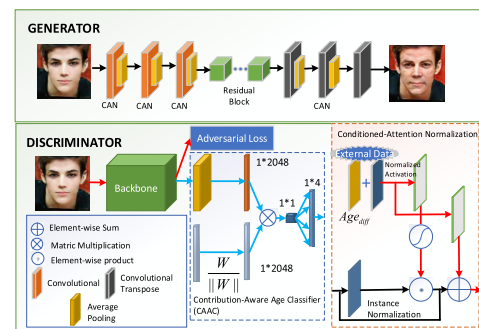 GENERATOR
CAN
CAN
CAN
Residual
Block
CAN
DISCRIMINATOR
Adversarial Loss
Backbone
1*2048
1*1
1*4
W
||W||
1*2048
Contribution-Aware Age Classifier
(CAAC)
Element-wise Sum
Matric Multiplication
Element-wise product
Convolutional
Convolutional
Transpose
Average
Pooling
Conditioned-Attention Normalization
External Data
Normalized
Activation
Age_diff
Instance
Normalization